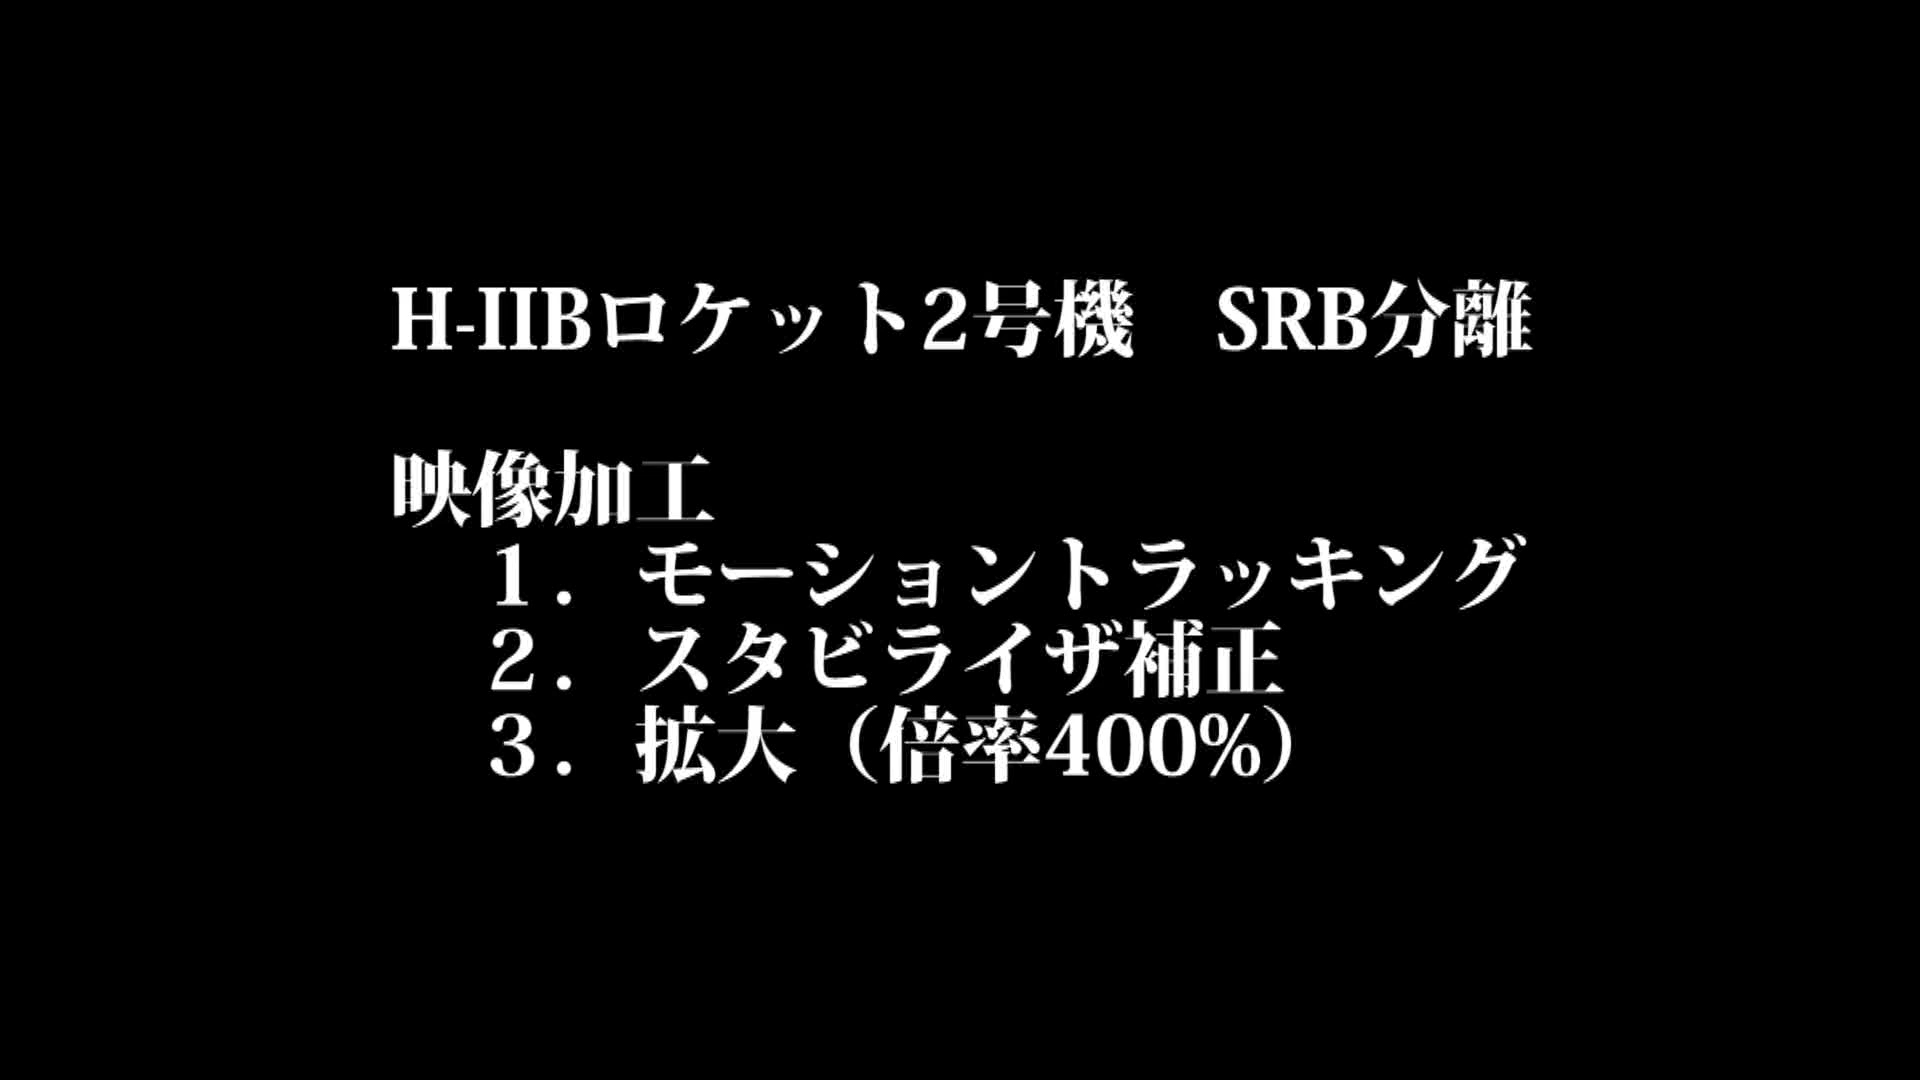 H-IIBロケット2号機　SRB分離
映像加工
１．モーショントラッキング
２．スタビライザ補正
３．拡大（倍率400%）